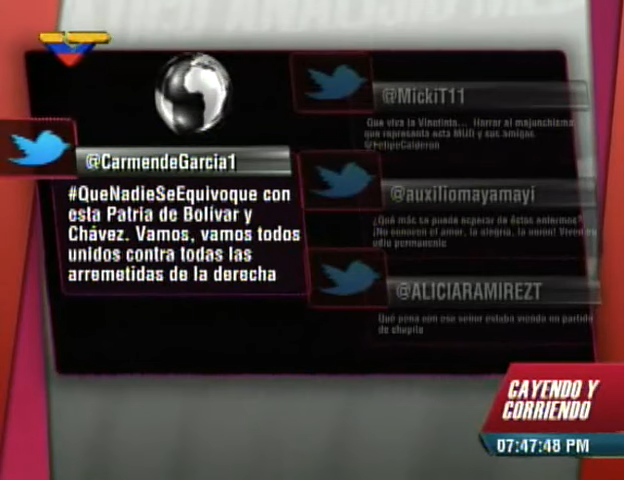 @CarmendeGarcia1
#QueNadieSeEquivoque con
esta Patria de Bolívar y
Chávez. Vamos, vamos todos
unidos contra todas las
arremetidas de la derecha
@MickiT11
Que viva la Vinotinto... Horror al majunchismo
que representa esta MUD y sus amigos
@FelipeCalderon
@auxiliomayamayi
¿Qué más se puede esperar de éstos enfermos?
¡No conocen el amor, la alegría, la unión! Viven en
odio permanente
@ALICIARAMIREZT
Qué pena con ese señor estaba viendo un partido
de chapita
CAYENDO Y
CORRIENDO
07:47:48 PM